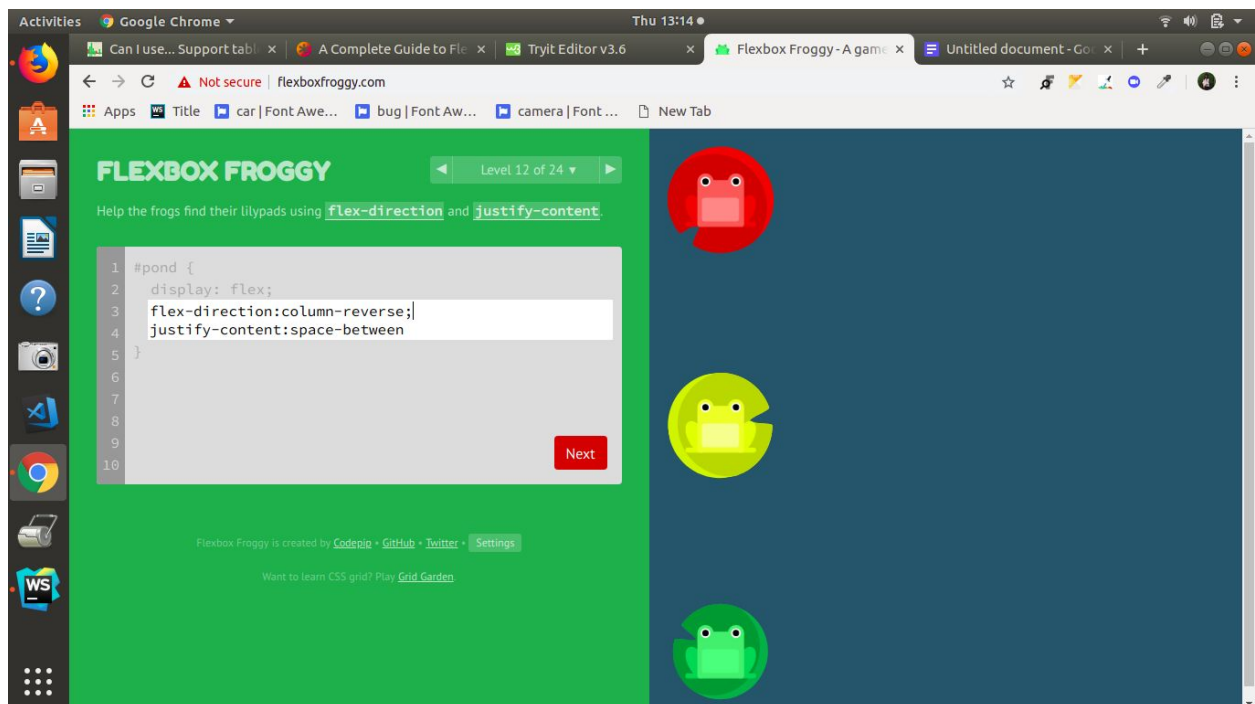 Activities Google Chrome ▾ Thu 13:14 ●
Can I use... Support tabl × A Complete Guide to Fle × Tryit Editor v3.6 × Flexbox Froggy - A game × Untitled document - Goo × +
Not secure | flexboxfroggy.com
Apps Title car | Font Awe... bug | Font Aw... camera | Font ... New Tab
FLEXBOX FROGGY ◀ Level 12 of 24 ▾ ▶
Help the frogs find their lilypads using flex-direction and justify-content.
1 #pond {
2 display: flex;
3 flex-direction:column-reverse;
4 justify-content:space-between
5 }
6
7
8
9
10
Next
Flexbox Froggy is created by Codepip • GitHub • Twitter • Settings
Want to learn CSS grid? Play Grid Garden.
WS